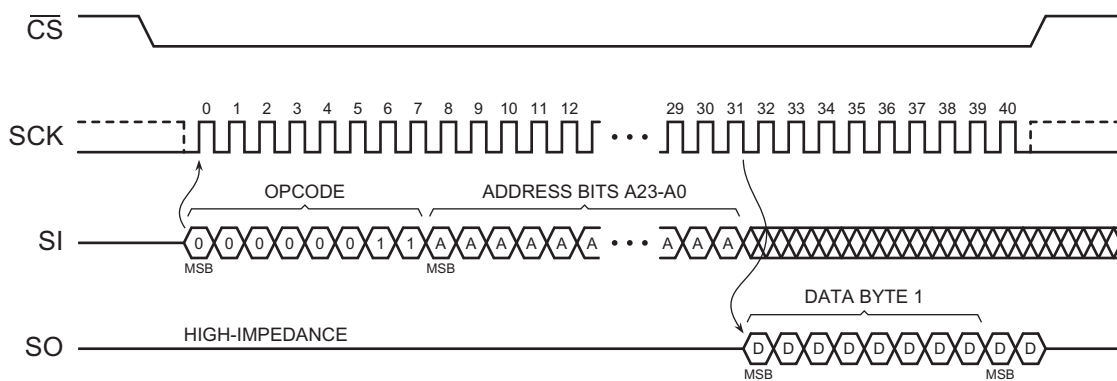 CS
0 1 2 3 4 5 6 7 8 9 10 11 12 29 30 31 32 33 34 35 36 37 38 39 40
SCK
OPCODE ADDRESS BITS A23-A0
SI 0 0 0 0 0 0 1 1 A A A A A A A A A
MSB MSB
DATA BYTE 1
HIGH-IMPEDANCE
SO D D D D D D D D D D
MSB MSB